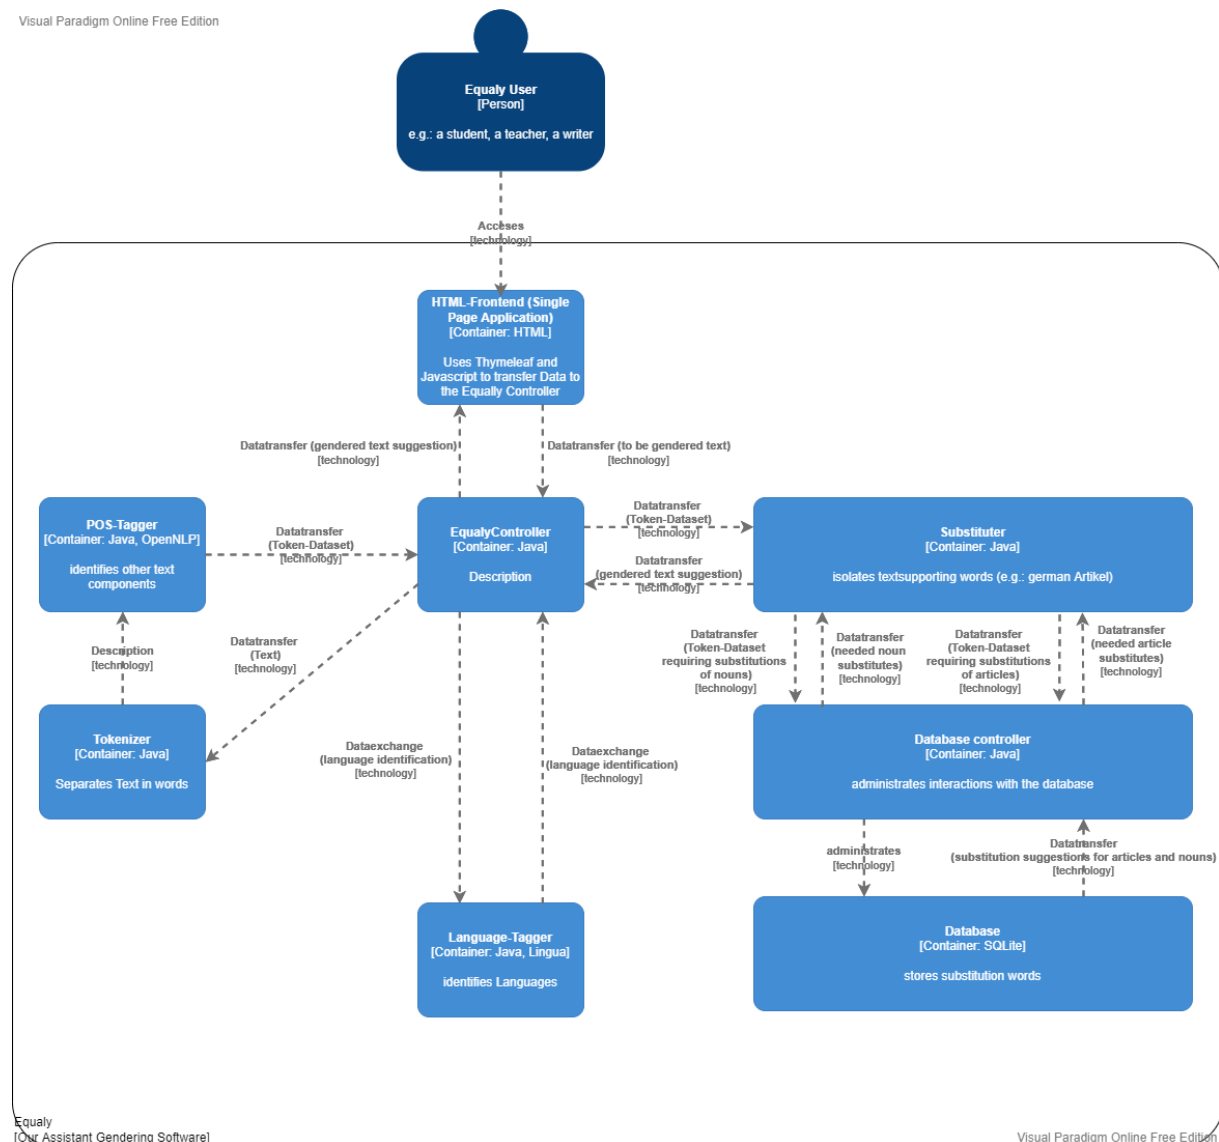 Visual Paradigm Online Free Edition
Equaly User
[Person]
e.g.: a student, a teacher, a writer
Acceses
[technology]
HTML-Frontend (Single
Page Application)
[Container: HTML]
Uses Thymeleaf and
Javascript to transfer Data to
the Equally Controller
Datatransfer (gendered text suggestion)
[technology]
Datatransfer (to be gendered text)
[technology]
POS-Tagger
[Container: Java, OpenNLP]
identifies other text
components
Datatransfer
(Token-Dataset)
[technology]
EqualyController
[Container: Java]
Description
Datatransfer
(Token-Dataset)
[technology]
Datatransfer
(gendered text suggestion)
[technology]
Substituter
[Container: Java]
isolates textsupporting words (e.g.: german Artikel)
Description
[technology]
Datatransfer
(Text)
[technology]
Datatransfer
(Token-Dataset
requiring substitutions
of nouns)
[technology]
Datatransfer
(needed noun
substitutes)
[technology]
Datatransfer
(Token-Dataset
requiring substitutions
of articles)
[technology]
Datatransfer
(needed article
substitutes)
[technology]
Tokenizer
[Container: Java]
Separates Text in words
Dataexchange
(language identification)
[technology]
Dataexchange
(language identification)
[technology]
Database controller
[Container: Java]
administrates interactions with the database
administrates
[technology]
Datatransfer
(substitution suggestions for articles and nouns)
[technology]
Language-Tagger
[Container: Java, Lingua]
identifies Languages
Database
[Container: SQLite]
stores substitution words
Equaly
[Our Assistant Gendering Software]
Visual Paradigm Online Free Edition